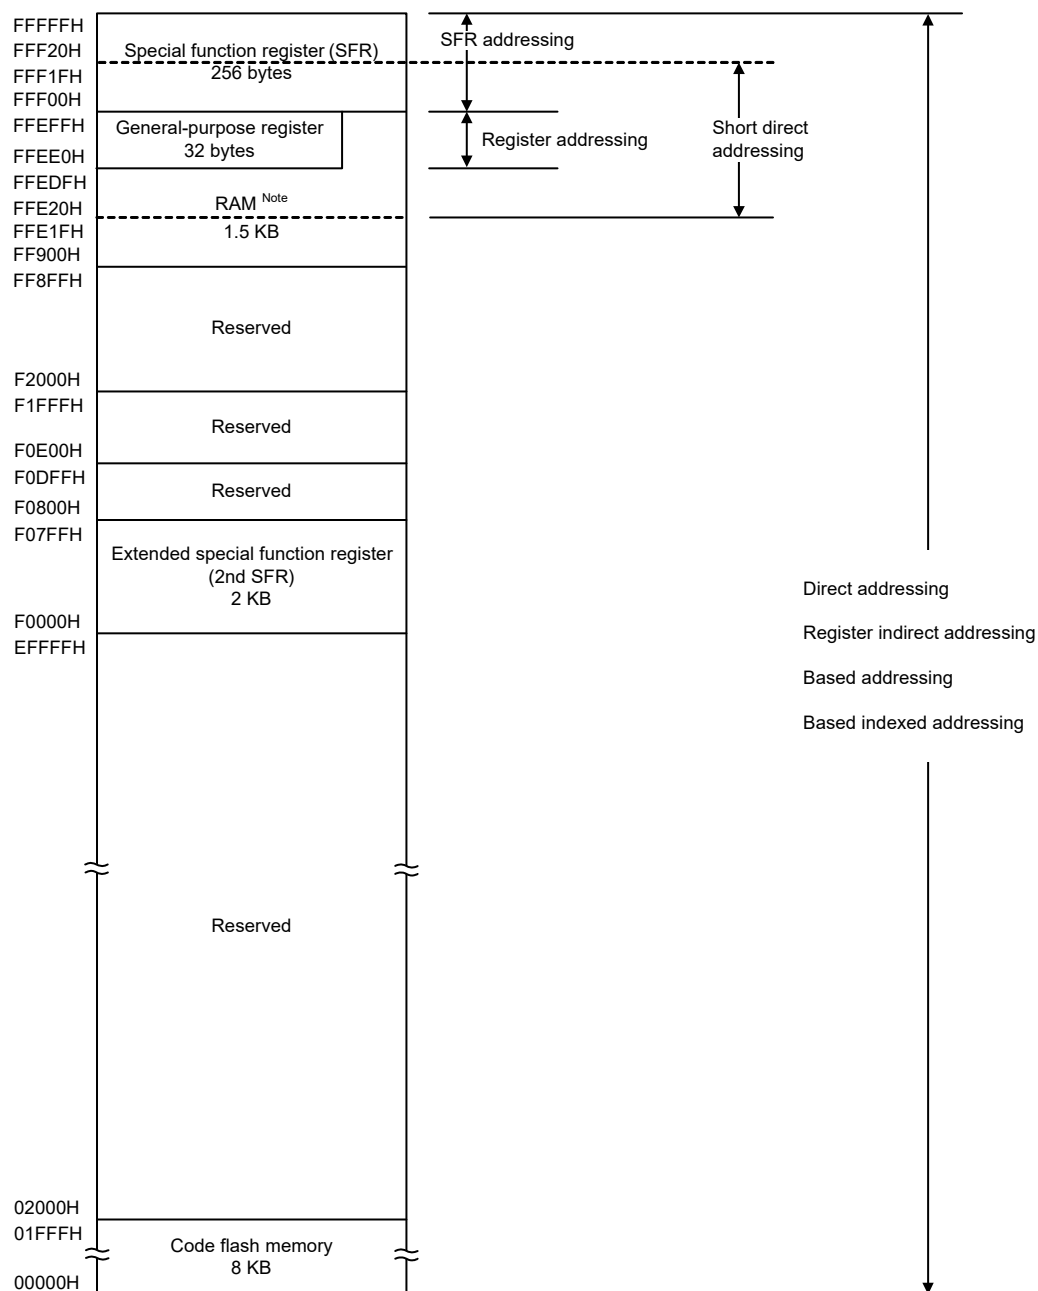 FFFFFH
FFF20H
FFF1FH
FFF00H
FFEFFH
FFEE0H
FFEDFH
FFE20H
FFE1FH
FF900H
FF8FFH
F2000H
F1FFFH
F0E00H
F0DFFH
F0800H
F07FFH
F0000H
EFFFFH
02000H
01FFFH
00000H
Special function register (SFR)
256 bytes
General-purpose register
32 bytes
RAM Note
1.5 KB
Reserved
Reserved
Reserved
Extended special function register
(2nd SFR)
2 KB
Reserved
Code flash memory
8 KB
SFR addressing
Register addressing
Short direct
addressing
Direct addressing
Register indirect addressing
Based addressing
Based indexed addressing